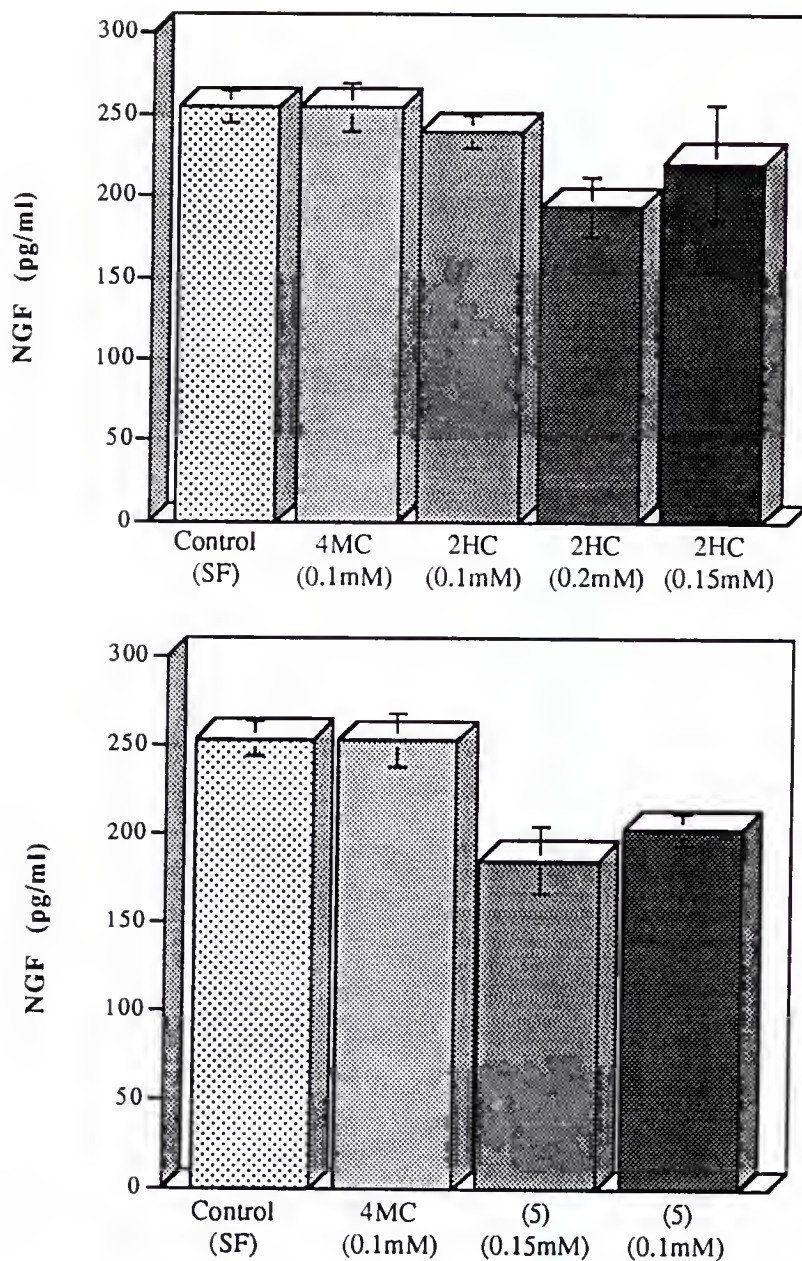 300
250
200
150
100
50
0
NGF (pg/ml)
Control 4MC 2HC 2HC 2HC
(SF) (0.1mM) (0.1mM) (0.2mM) (0.15mM)
300
250
200
150
100
50
0
NGF (pg/ml)
Control 4MC (5) (5)
(SF) (0.1mM) (0.15mM) (0.1mM)